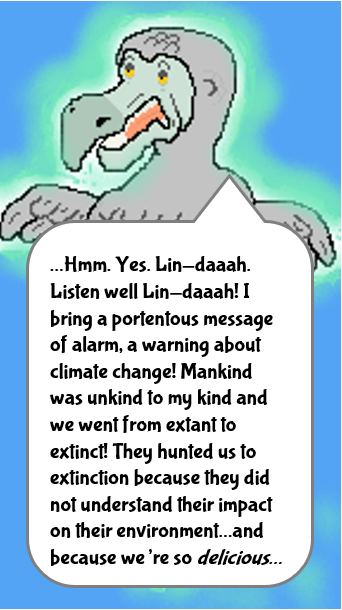 ...Hmm. Yes. Lin-daaah.
Listen well Lin-daaah! I
bring a portentous message
of alarm, a warning about
climate change! Mankind
was unkind to my kind and
we went from extant to
extinct! They hunted us to
extinction because they did
not understand their impact
on their environment...and
because we're so delicious...